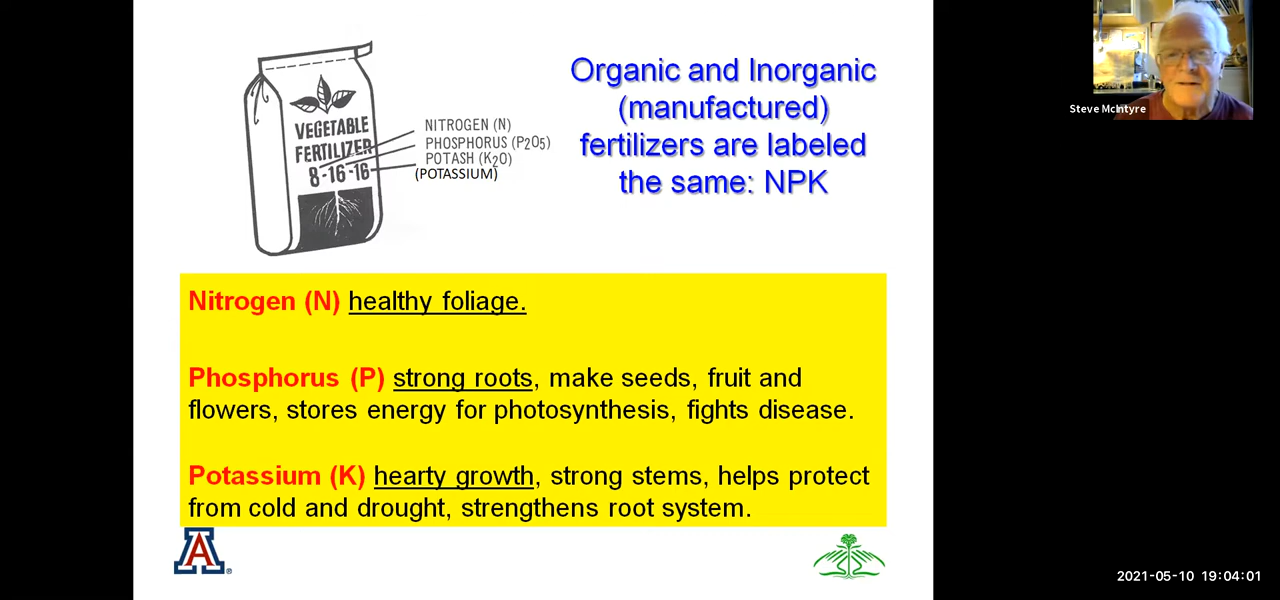 Organic and Inorganic
(manufactured)
fertilizers are labeled
the same: NPK
VEGETABLE
FERTILIZER
8-16-16
NITROGEN (N)
PHOSPHORUS (P2O5)
POTASH (K2O)
(POTASSIUM)
Steve McIntyre
Nitrogen (N) healthy foliage.
Phosphorus (P) strong roots, make seeds, fruit and
flowers, stores energy for photosynthesis, fights disease.
Potassium (K) hearty growth, strong stems, helps protect
from cold and drought, strengthens root system.
A
2021-05-10 19:04:01